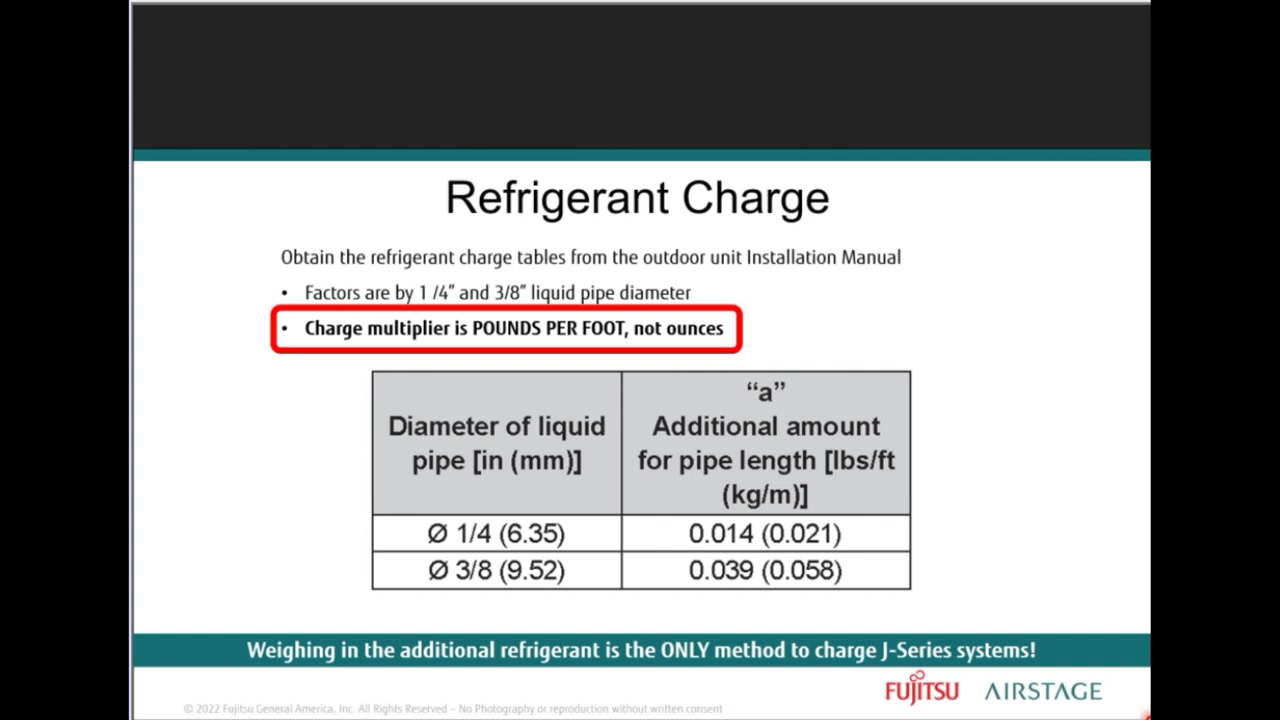 Refrigerant Charge
Obtain the refrigerant charge tables from the outdoor unit Installation Manual
• Factors are by 1 /4” and 3/8” liquid pipe diameter
• Charge multiplier is POUNDS PER FOOT, not ounces
Diameter of liquid
pipe [in (mm)]
“a”
Additional amount
for pipe length [lbs/ft
(kg/m)]
Ø 1/4 (6.35) 0.014 (0.021)
Ø 3/8 (9.52) 0.039 (0.058)
Weighing in the additional refrigerant is the ONLY method to charge J-Series systems!
FUJITSU AIRSTAGE
© 2022 Fujitsu General America, Inc. All Rights Reserved – No Photography or reproduction without written consent